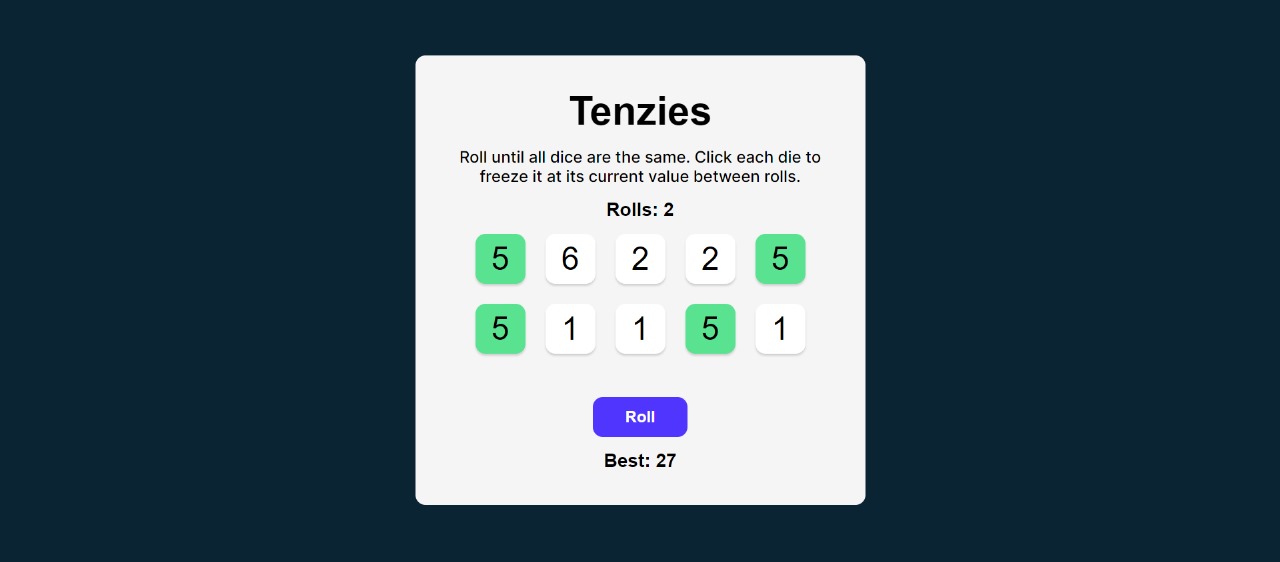 Tenzies
Roll until all dice are the same. Click each die to
freeze it at its current value between rolls.
Rolls: 2
5 6 2 2 5
5 1 1 5 1
Roll
Best: 27